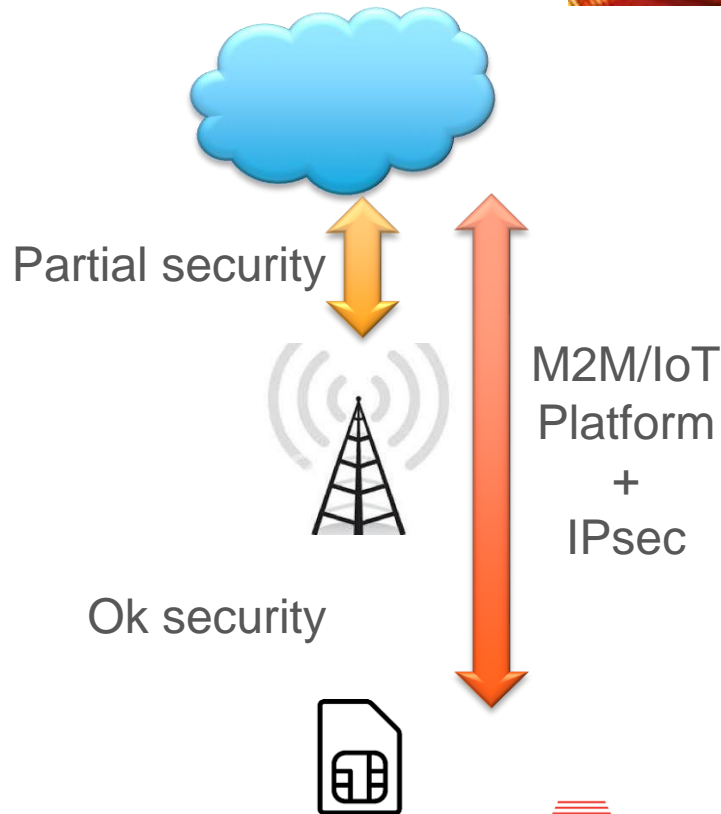 Partial security
M2M/IoT
Platform
+
IPsec
Ok security